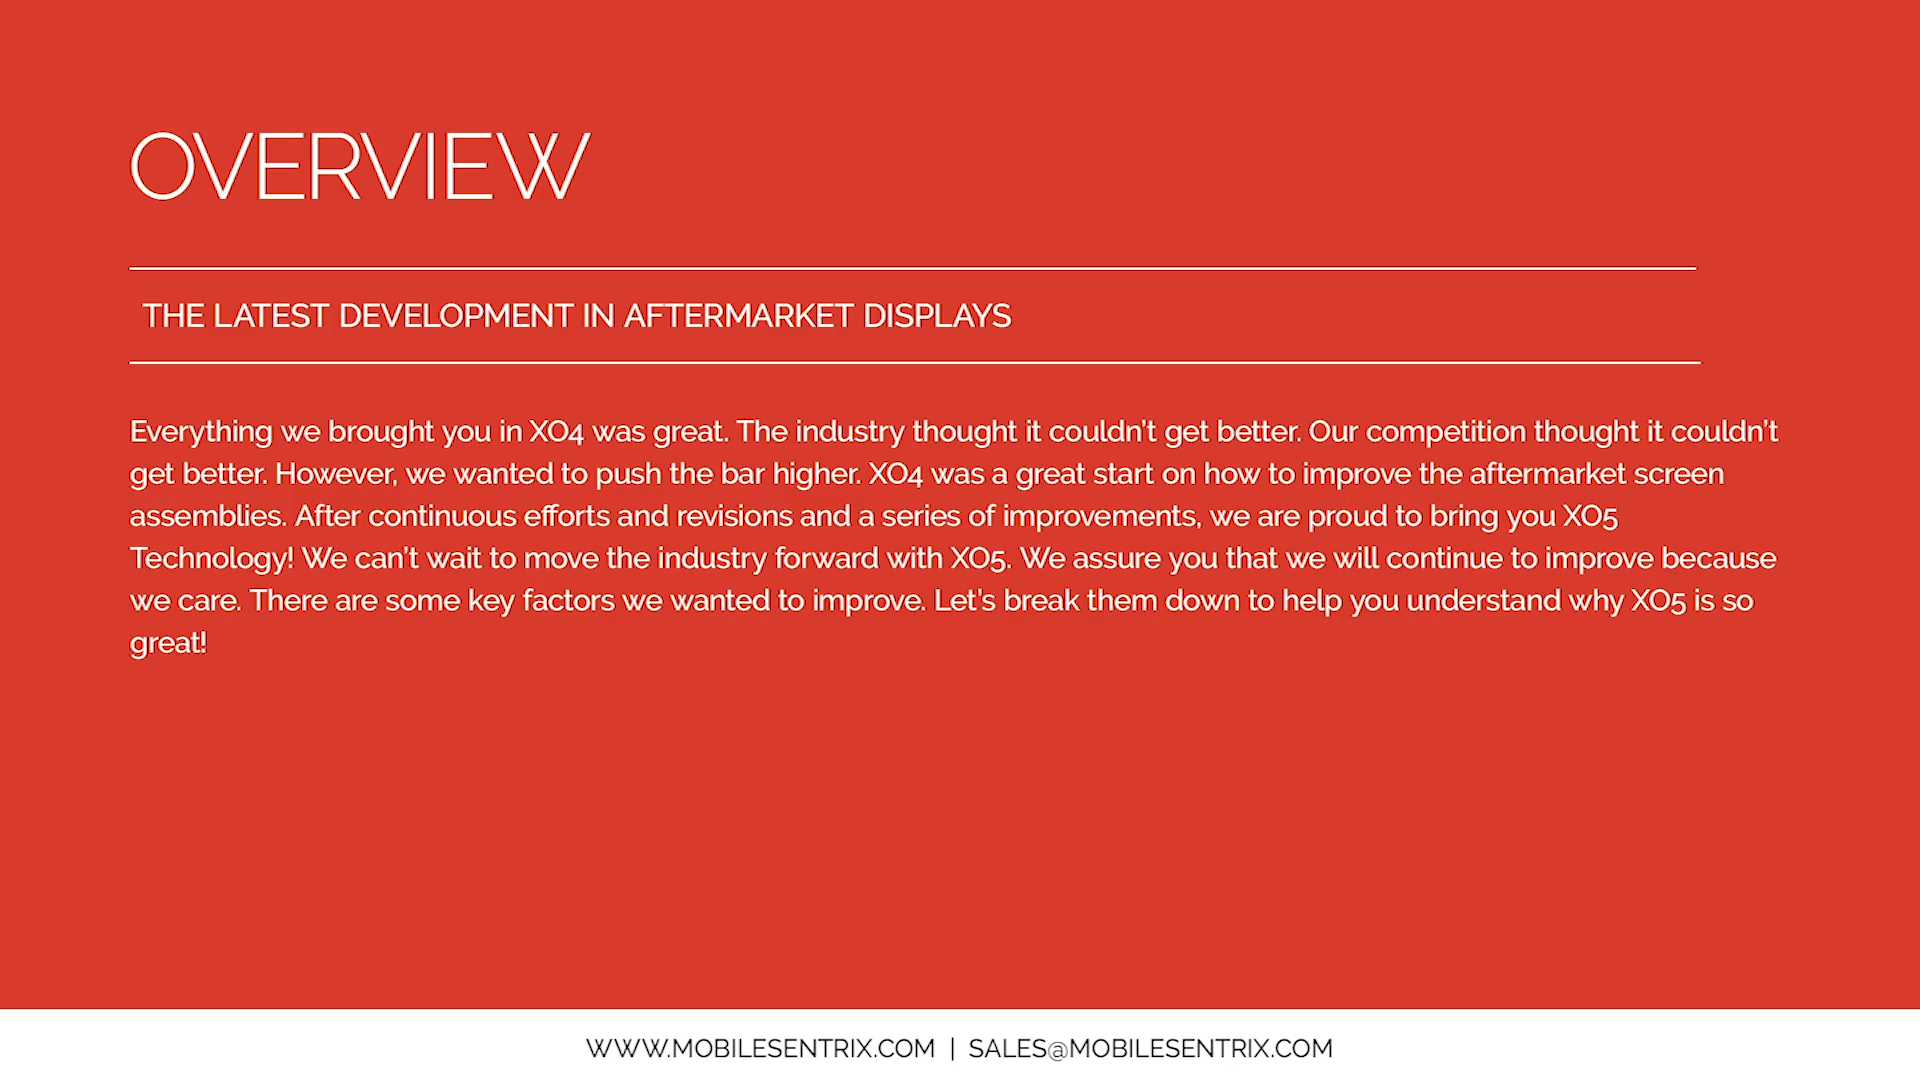 OVERVIEW
THE LATEST DEVELOPMENT IN AFTERMARKET DISPLAYS
Everything we brought you in XO4 was great. The industry thought it couldn’t get better. Our competition thought it couldn’t
get better. However, we wanted to push the bar higher. XO4 was a great start on how to improve the aftermarket screen
assemblies. After continuous efforts and revisions and a series of improvements, we are proud to bring you XO5
Technology! We can’t wait to move the industry forward with XO5. We assure you that we will continue to improve because
we care. There are some key factors we wanted to improve. Let’s break them down to help you understand why XO5 is so
great!
WWW.MOBILESENTRIX.COM | SALES@MOBILESENTRIX.COM